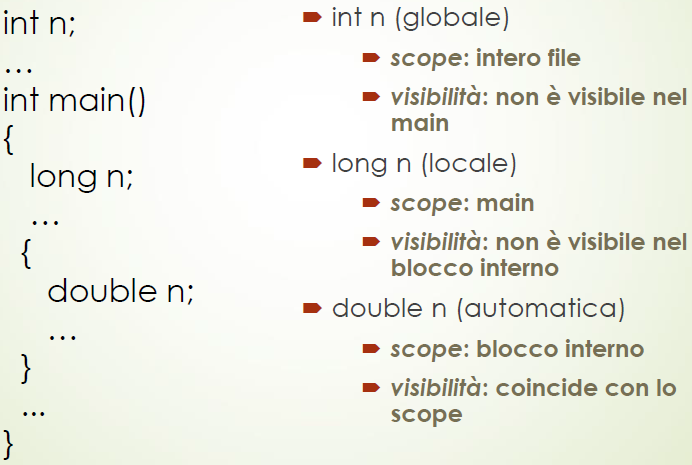 int n;
…
int main()
{
long n;
…
{
double n;
…
}
...
}
int n (globale)
scope: intero file
visibilità: non è visibile nel
main
long n (locale)
scope: main
visibilità: non è visibile nel
blocco interno
double n (automatica)
scope: blocco interno
visibilità: coincide con lo
scope